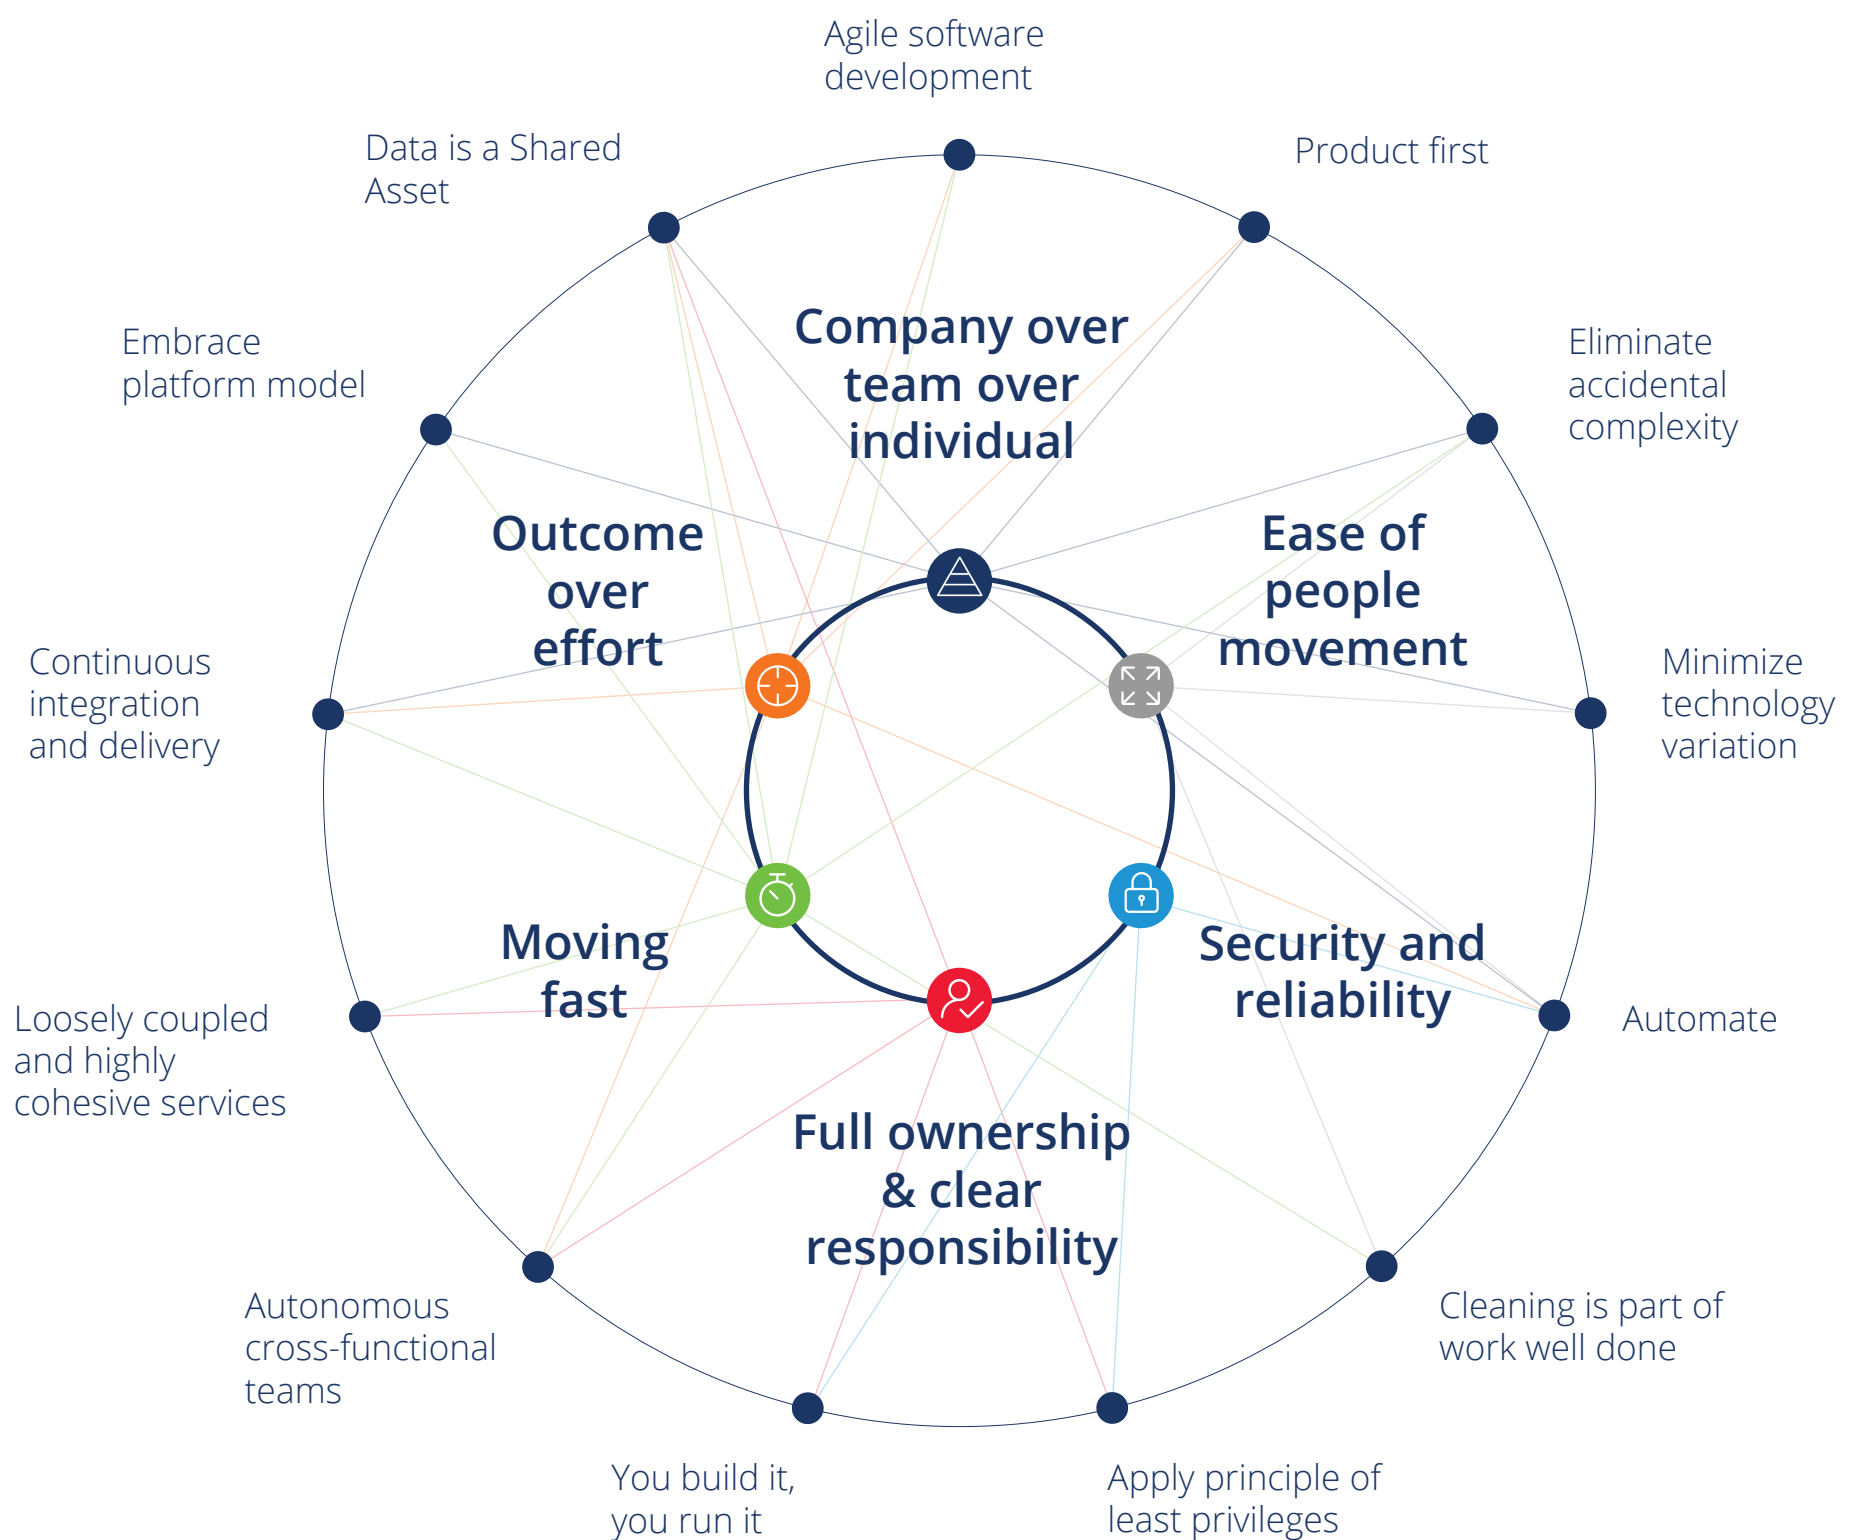 Agile software
development
Data is a Shared
Asset
Product first
Company over
team over
individual
Embrace
platform model
Eliminate
accidental
complexity
Outcome
over
effort
Ease of
people
movement
Continuous
integration
and delivery
Minimize
technology
variation
Moving
fast
Security and
reliability
Loosely coupled
and highly
cohesive services
Automate
Full ownership
& clear
responsibility
Autonomous
cross-functional
teams
Cleaning is part of
work well done
You build it,
you run it
Apply principle of
least privileges